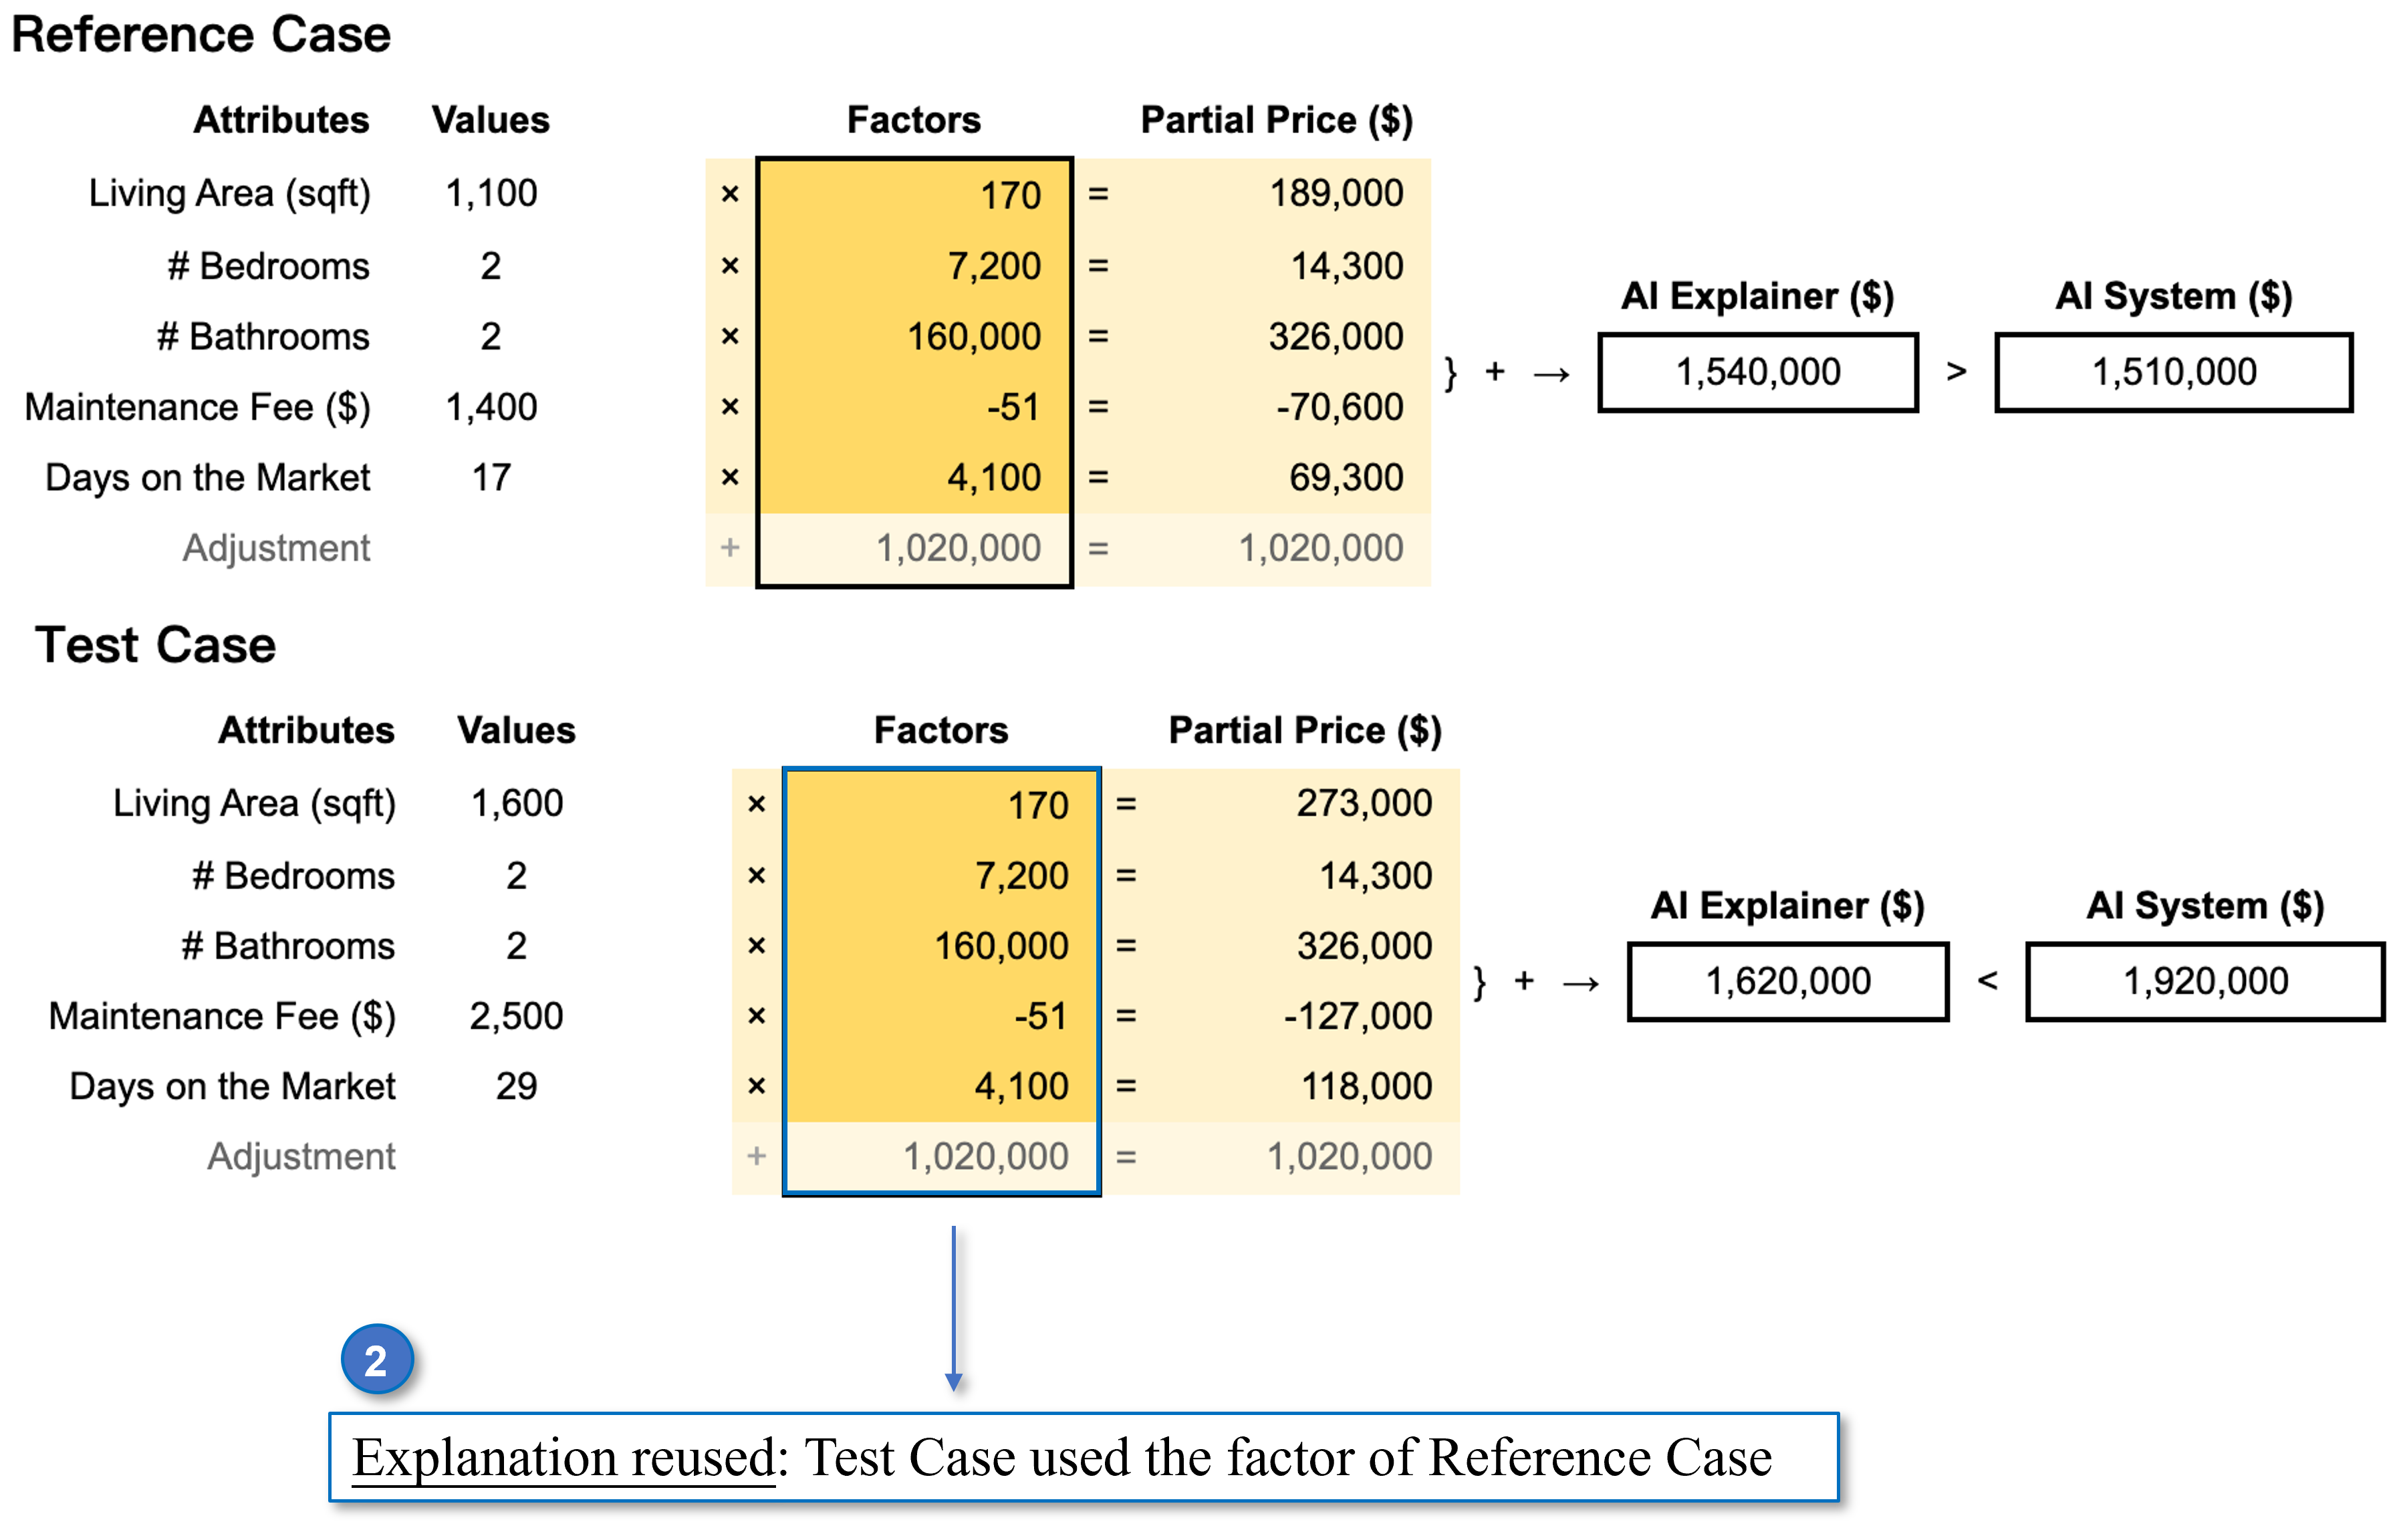 Reference Case
Attributes Values Factors Partial Price ($)
Living Area (sqft) 1,100 × 170 = 189,000
# Bedrooms 2 × 7,200 = 14,300
# Bathrooms 2 × 160,000 = 326,000
Maintenance Fee ($) 1,400 × -51 = -70,600
Days on the Market 17 × 4,100 = 69,300
Adjustment + 1,020,000 = 1,020,000
AI Explainer ($) AI System ($)
} + → 1,540,000 > 1,510,000
Test Case
Attributes Values Factors Partial Price ($)
Living Area (sqft) 1,600 × 170 = 273,000
# Bedrooms 2 × 7,200 = 14,300
# Bathrooms 2 × 160,000 = 326,000
Maintenance Fee ($) 2,500 × -51 = -127,000
Days on the Market 29 × 4,100 = 118,000
Adjustment + 1,020,000 = 1,020,000
AI Explainer ($) AI System ($)
} + → 1,620,000 < 1,920,000
2
Explanation reused: Test Case used the factor of Reference Case